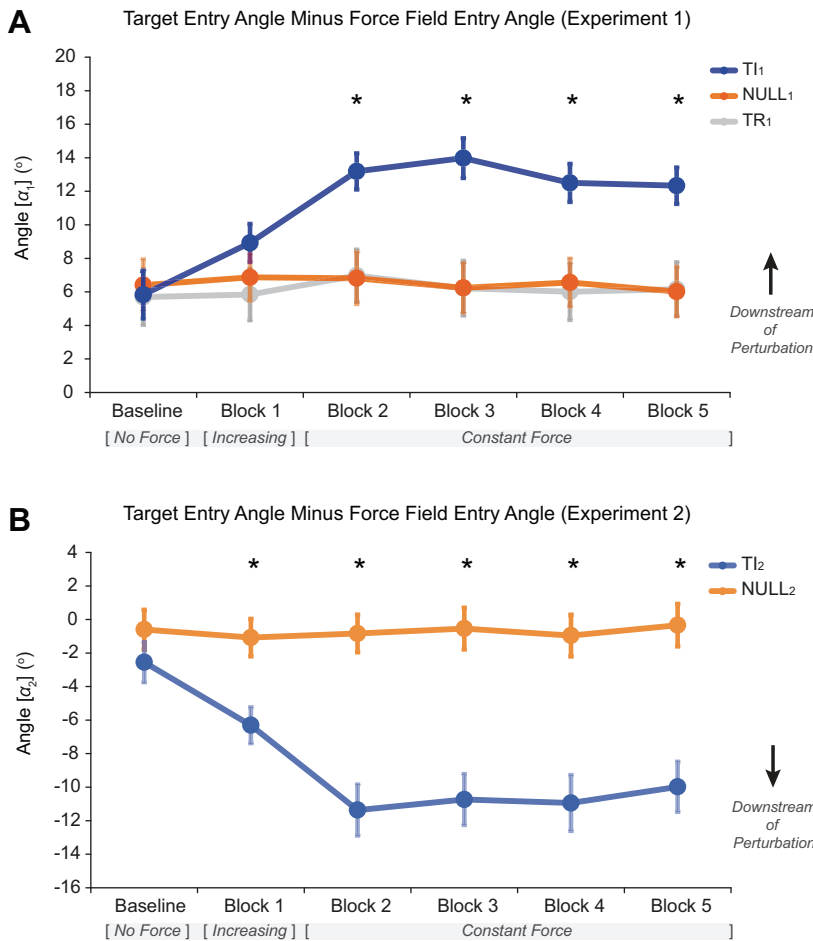 A
Target Entry Angle Minus Force Field Entry Angle (Experiment 1)
20
18
16
14
12
10
8
6
4
2
0
Angle [α₁] (°)
* * * *
TI₁
NULL₁
TR₁
Downstream
of
Perturbation
Baseline Block 1 Block 2 Block 3 Block 4 Block 5
[ No Force ] [ Increasing ] [ Constant Force ]
B
Target Entry Angle Minus Force Field Entry Angle (Experiment 2)
4
2
0
-2
-4
-6
-8
-10
-12
-14
-16
Angle [α₂] (°)
* * * * *
TI₂
NULL₂
Downstream
of
Perturbation
Baseline Block 1 Block 2 Block 3 Block 4 Block 5
[ No Force ] [ Increasing ] [ Constant Force ]